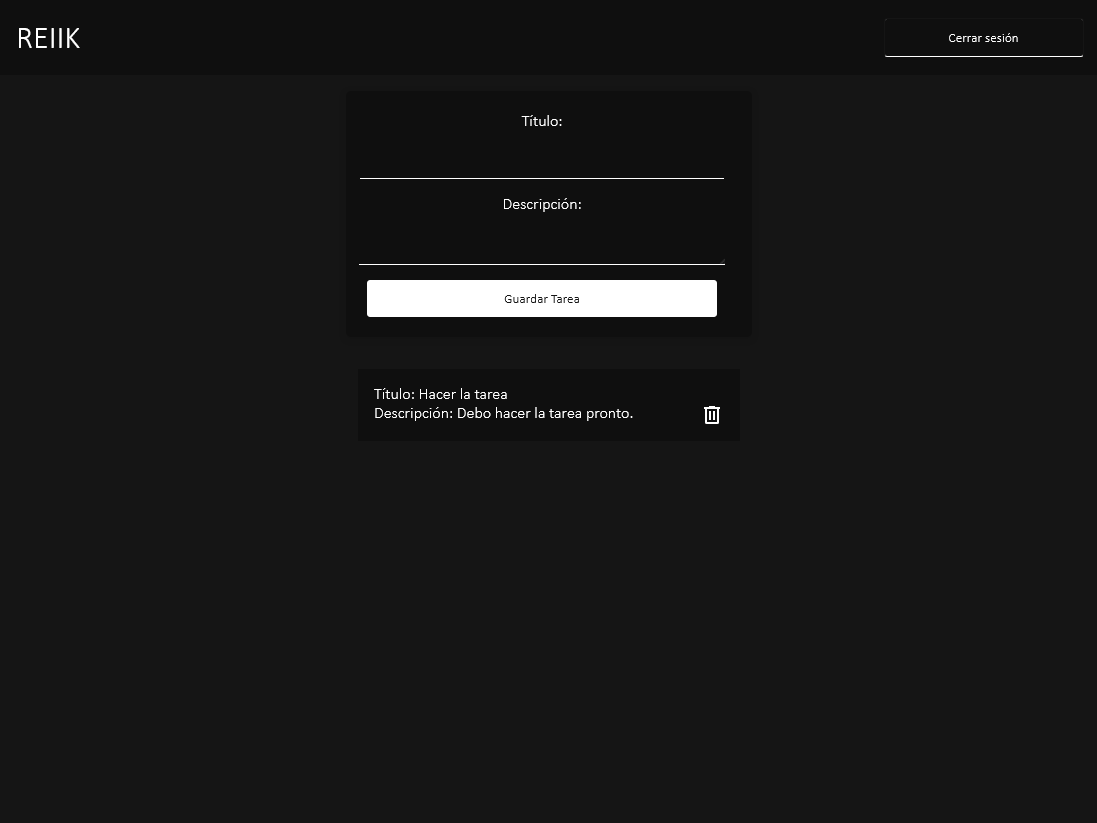 REIIK
Cerrar sesión
Título:
Descripción:
Guardar Tarea
Título: Hacer la tarea
Descripción: Debo hacer la tarea pronto.